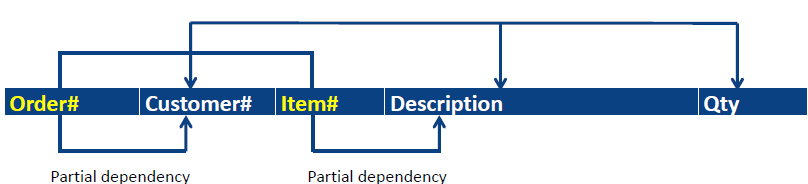 Order# Customer# Item# Description Qty
Partial dependency Partial dependency